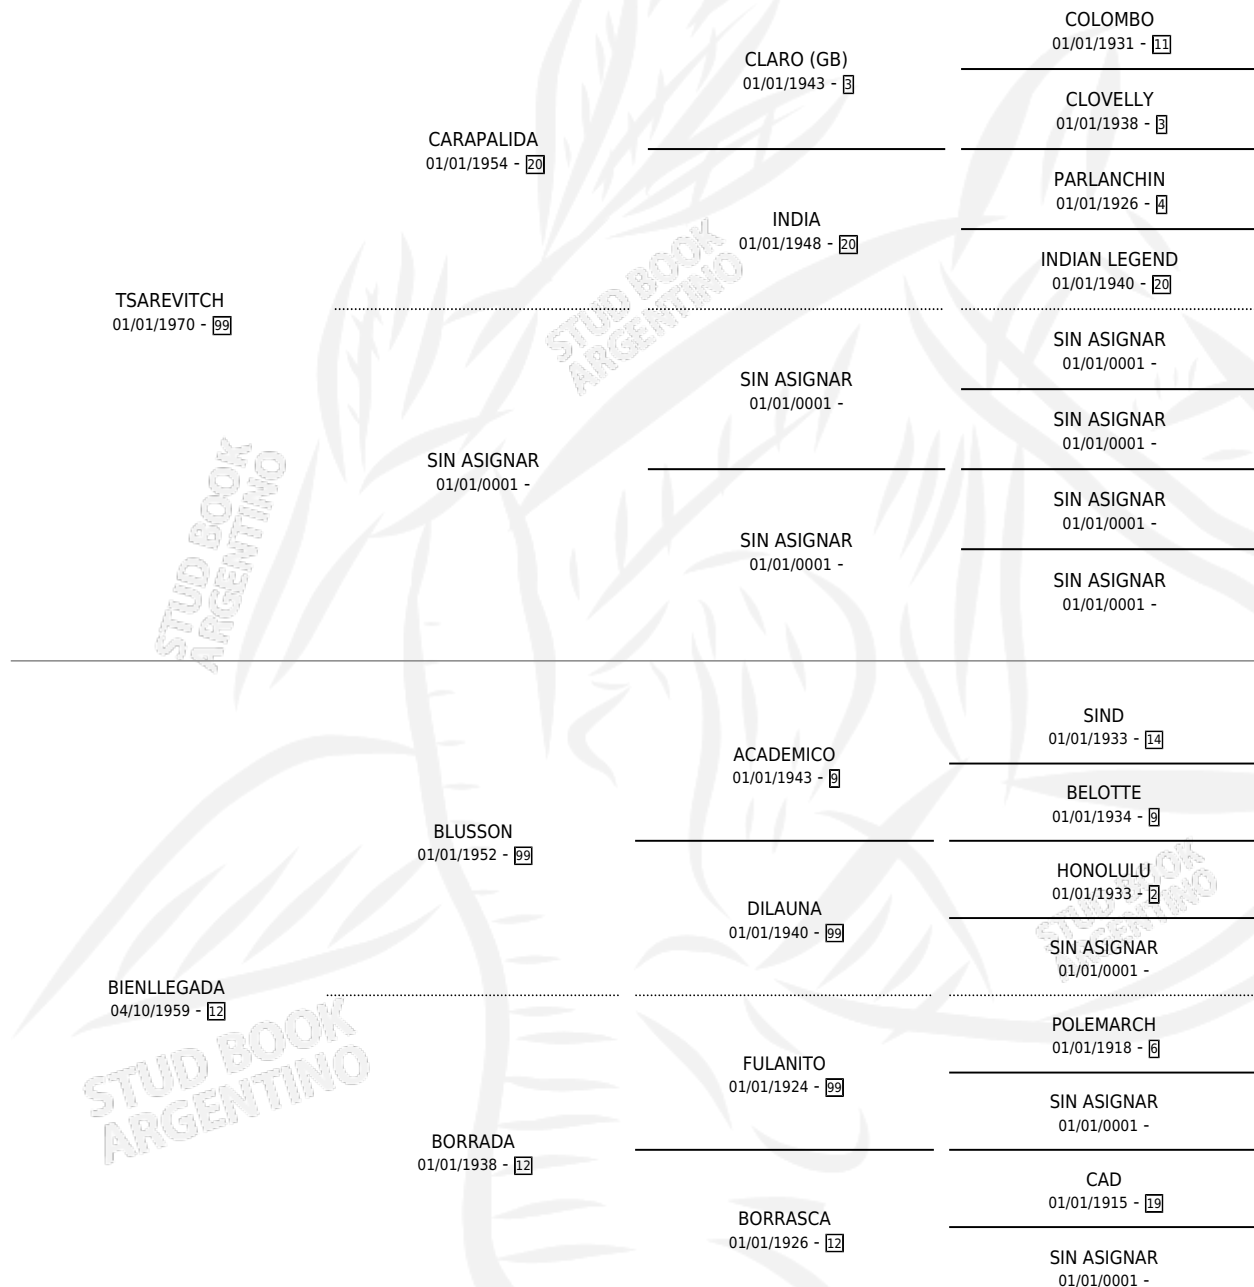 COLOMBO
01/01/1931 - 11
CLARO (GB)
01/01/1943 - 3
CLOVELLY
01/01/1938 - 3
CARAPALIDA
01/01/1954 - 20
PARLANCHIN
01/01/1926 - 4
INDIA
01/01/1948 - 20
INDIAN LEGEND
01/01/1940 - 20
TSAREVITCH
01/01/1970 - 99
SIN ASIGNAR
01/01/0001 -
SIN ASIGNAR
01/01/0001 -
SIN ASIGNAR
01/01/0001 -
SIN ASIGNAR
01/01/0001 -
SIN ASIGNAR
01/01/0001 -
SIN ASIGNAR
01/01/0001 -
SIN ASIGNAR
01/01/0001 -
STUD BOOK
ARGENTINO
STUD BOOK
ARGENTINO
SIND
01/01/1933 - 14
ACADEMICO
01/01/1943 - 9
BELOTTE
01/01/1934 - 9
BLUSSON
01/01/1952 - 99
HONOLULU
01/01/1933 - 2
DILAUNA
01/01/1940 - 99
SIN ASIGNAR
01/01/0001 -
STUD BOOK
ARGENTINO
BIENLLEGADA
04/10/1959 - 12
STUD BOOK
ARGENTINO
POLEMARCH
01/01/1918 - 6
FULANITO
01/01/1924 - 99
SIN ASIGNAR
01/01/0001 -
BORRADA
01/01/1938 - 12
CAD
01/01/1915 - 19
BORRASCA
01/01/1926 - 12
SIN ASIGNAR
01/01/0001 -